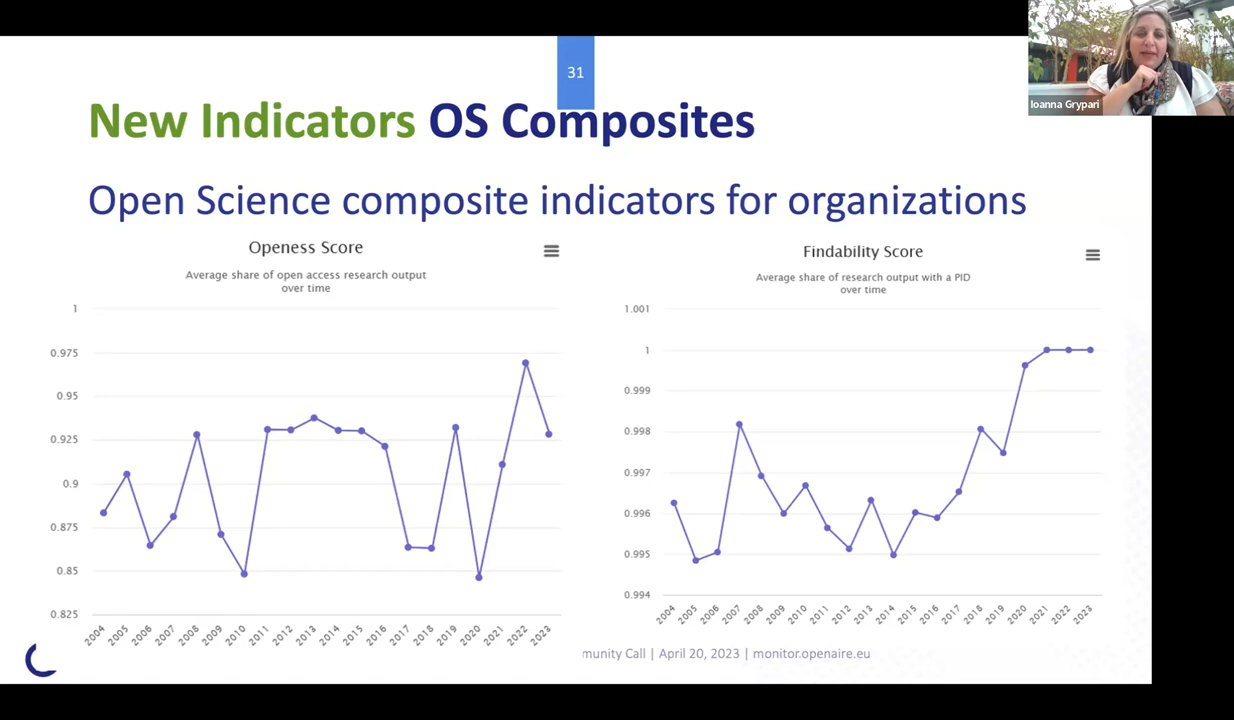 31
Ioanna Grypari
New Indicators OS Composites
Open Science composite indicators for organizations
Openess Score
Average share of open access research output
over time
1
0.975
0.95
0.925
0.9
0.875
0.85
0.825
2004 2005 2006 2007 2008 2009 2010 2011 2012 2013 2014 2015 2016 2017 2018 2019 2020 2021 2022 2023
Findability Score
Average share of research output with a PID
over time
1.001
1
0.999
0.998
0.997
0.996
0.995
0.994
2004 2005 2006 2007 2008 2009 2010 2011 2012 2013 2014 2015 2016 2017 2018 2019 2020 2021 2022 2023
munity Call | April 20, 2023 | monitor.openaire.eu